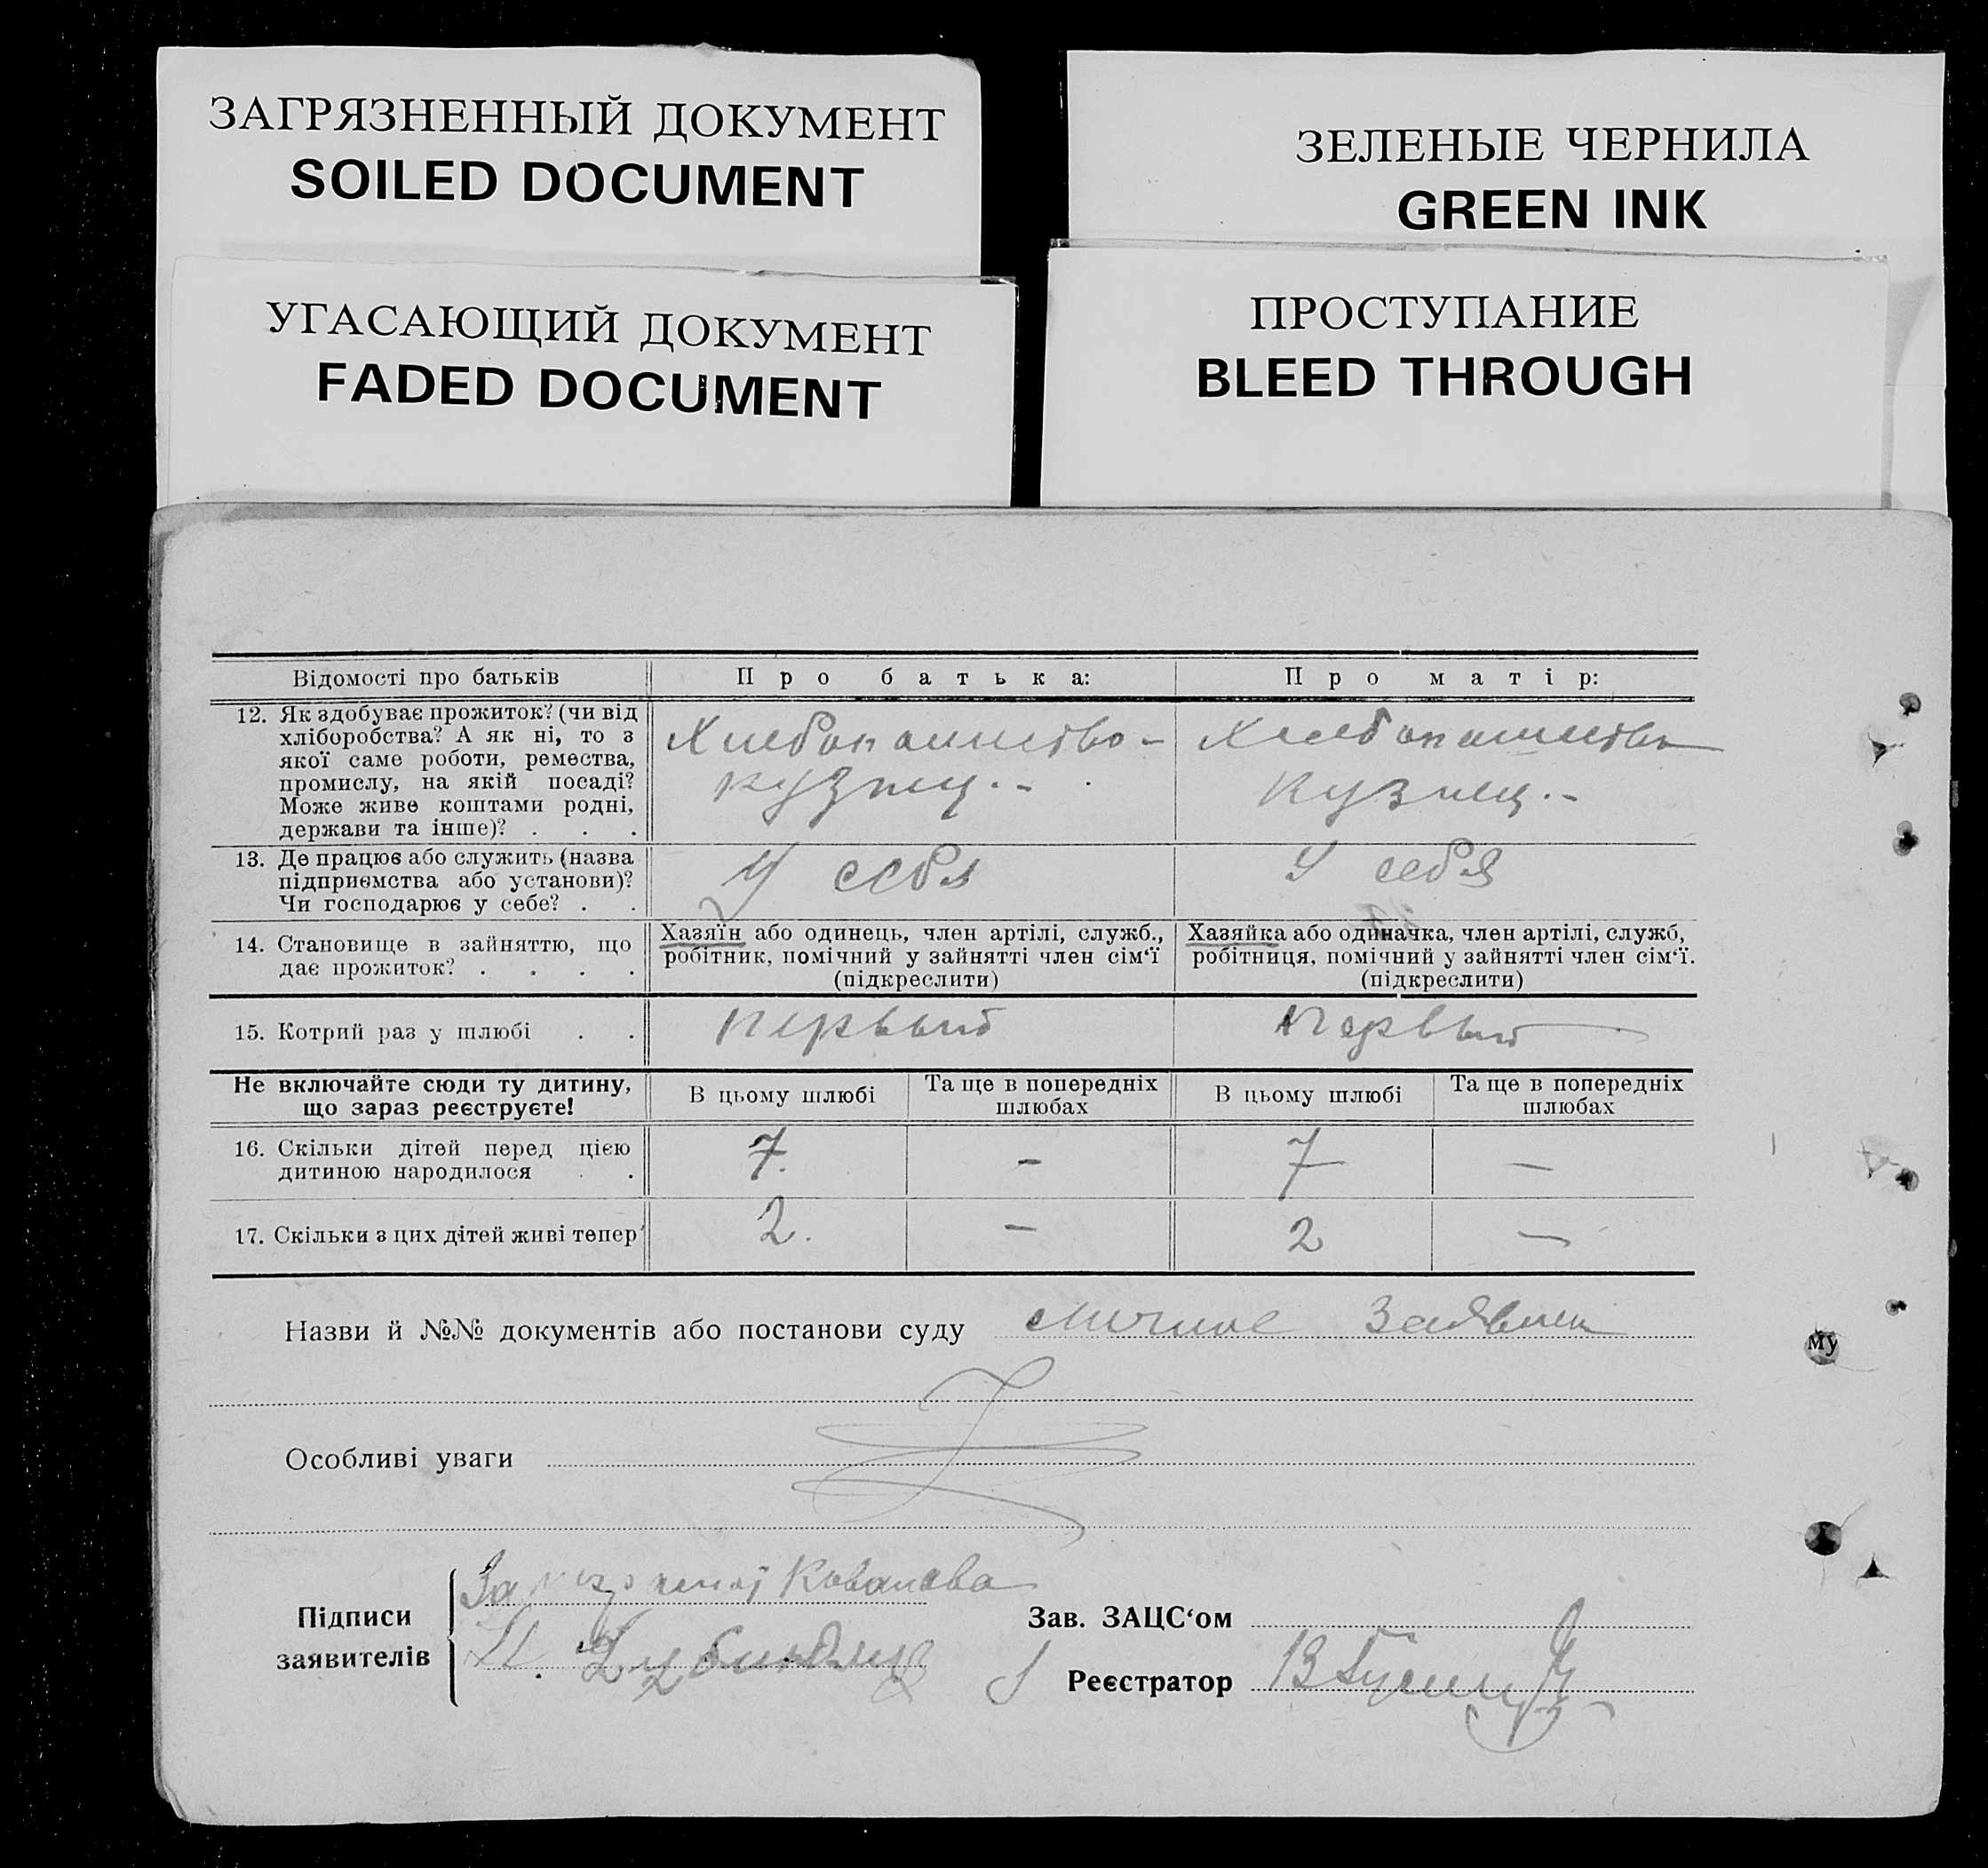 ЗАГРЯЗНЕННЫЙ ДОКУМЕНТ
SOILED DOCUMENT
ЗЕЛЕНЫЕ ЧЕРНИЛА
GREEN INK
УГАСАЮЩИЙ ДОКУМЕНТ
FADED DOCUMENT
ПРОСТУПАНИЕ
BLEED THROUGH
Відомості про батьків
Про батька:
Про матір:
12. Як здобуває прожиток? (чи від
хліборобства? А як ні, то з
якої саме роботи, ремества,
промислу, на якій посаді?
Може живе коштами родні,
держави та інше)? . . .
Хлебопашество -
кузнец. -
Хлебопашество
Кузнец. -
13. Де працює або служить (назва
підприємства або установи)?
Чи господарює у себе? . .
У себя
У себя
14. Становище в зайняттю, що
дає прожиток? . . . .
Хазяїн або одинець, член артілі, служб.,
робітник, помічний у зайнятті член сім‘ї
(підкреслити)
Хазяйка або одиначка, член артілі, служб,
робітниця, помічний у зайнятті член сім‘ї.
(підкреслити)
15. Котрий раз у шлюбі . .
первый
первый
Не включайте сюди ту дитину,
що зараз реєструєте!
В цьому шлюбі
Та ще в попередніх
шлюбах
В цьому шлюбі
Та ще в попередніх
шлюбах
16. Скільки дітей перед цією
дитиною народилося . .
7.
-
7
—
17. Скільки з цих дітей живі тепер
2.
-
2
—
Назви й №№ документів або постанови суду
личное Заявлен
Особливі уваги
Підписи
заявителів
За Ковалева
Зав. ЗАЦС‘ом
Реєстратор
му